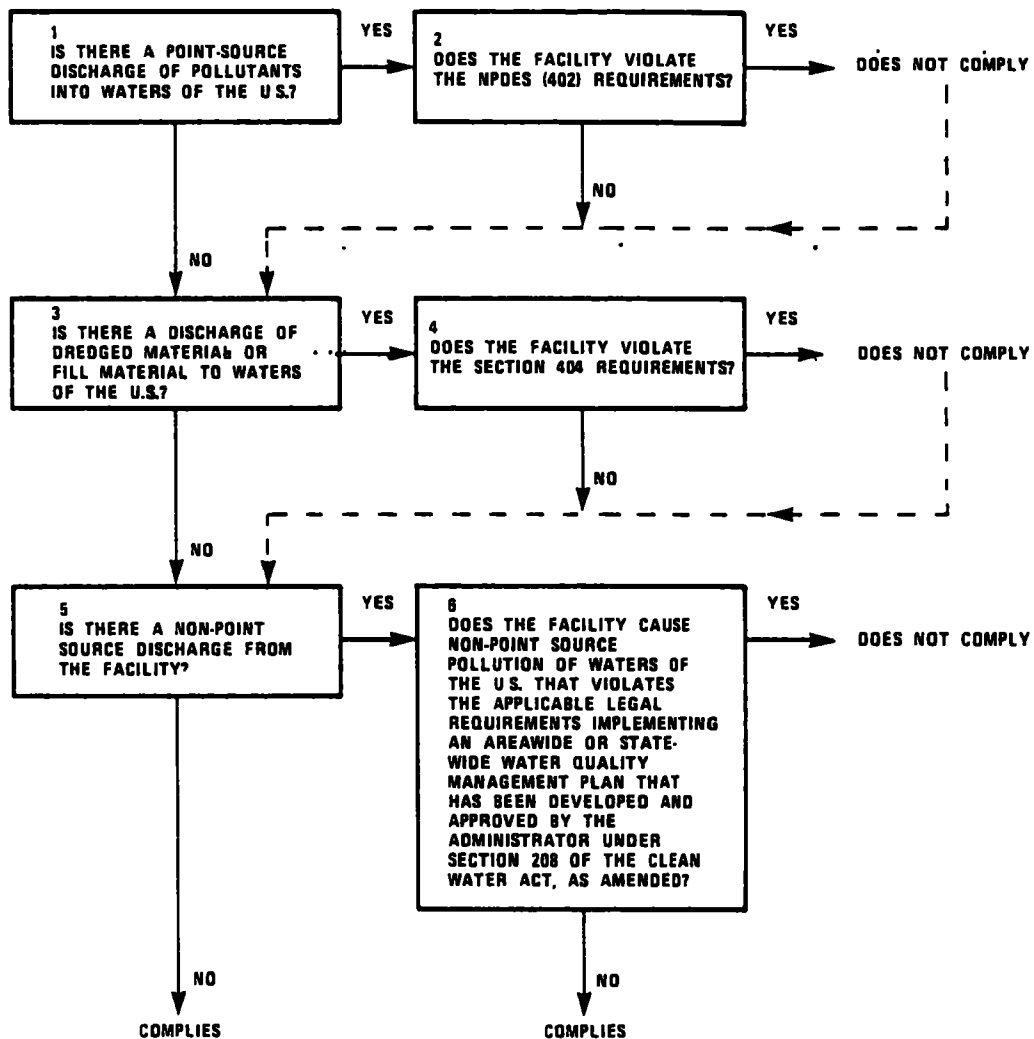 1
IS THERE A POINT-SOURCE
DISCHARGE OF POLLUTANTS
INTO WATERS OF THE U.S.?
YES
2
DOES THE FACILITY VIOLATE
THE NPDES (402) REQUIREMENTS?
YES
DOES NOT COMPLY
NO
NO
3
IS THERE A DISCHARGE OF
DREDGED MATERIAL OR
FILL MATERIAL TO WATERS
OF THE U.S.?
YES
4
DOES THE FACILITY VIOLATE
THE SECTION 404 REQUIREMENTS?
YES
DOES NOT COMPLY
NO
NO
5
IS THERE A NON-POINT
SOURCE DISCHARGE FROM
THE FACILITY?
YES
6
DOES THE FACILITY CAUSE
NON-POINT SOURCE
POLLUTION OF WATERS OF
THE U.S. THAT VIOLATES
THE APPLICABLE LEGAL
REQUIREMENTS IMPLEMENTING
AN AREAWIDE OR STATE-
WIDE WATER QUALITY
MANAGEMENT PLAN THAT
HAS BEEN DEVELOPED AND
APPROVED BY THE
ADMINISTRATOR UNDER
SECTION 208 OF THE CLEAN
WATER ACT, AS AMENDED?
YES
DOES NOT COMPLY
NO
COMPLIES
NO
COMPLIES